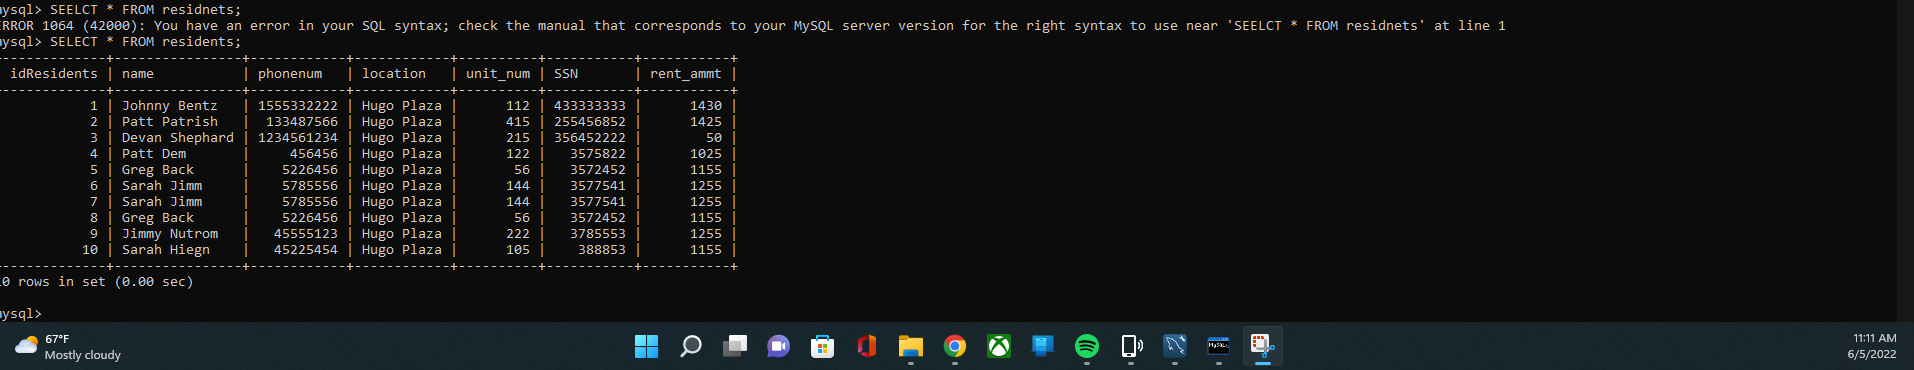 mysql> SEELCT * FROM residnets;
ERROR 1064 (42000): You have an error in your SQL syntax; check the manual that corresponds to your MySQL server version for the right syntax to use near 'SEELCT * FROM residnets' at line 1
mysql> SELECT * FROM residents;
-------------+----------------+------------+------------+----------+-----------+-----------+
idResidents | name | phonenum | location | unit_num | SSN | rent_ammt |
-------------+----------------+------------+------------+----------+-----------+-----------+
1 | Johnny Bentz | 1555332222 | Hugo Plaza | 112 | 433333333 | 1430 |
2 | Patt Patrish | 133487566 | Hugo Plaza | 415 | 255456852 | 1425 |
3 | Devan Shephard | 1234561234 | Hugo Plaza | 215 | 356452222 | 50 |
4 | Patt Dem | 456456 | Hugo Plaza | 122 | 3575822 | 1025 |
5 | Greg Back | 5226456 | Hugo Plaza | 56 | 3572452 | 1155 |
6 | Sarah Jimm | 5785556 | Hugo Plaza | 144 | 3577541 | 1255 |
7 | Sarah Jimm | 5785556 | Hugo Plaza | 144 | 3577541 | 1255 |
8 | Greg Back | 5226456 | Hugo Plaza | 56 | 3572452 | 1155 |
9 | Jimmy Nutrom | 45555123 | Hugo Plaza | 222 | 3785553 | 1255 |
10 | Sarah Hiegn | 45225454 | Hugo Plaza | 105 | 388853 | 1155 |
-------------+----------------+------------+------------+----------+-----------+-----------+
10 rows in set (0.00 sec)
mysql>
67°F
Mostly cloudy
MySQL
11:11 AM
6/5/2022